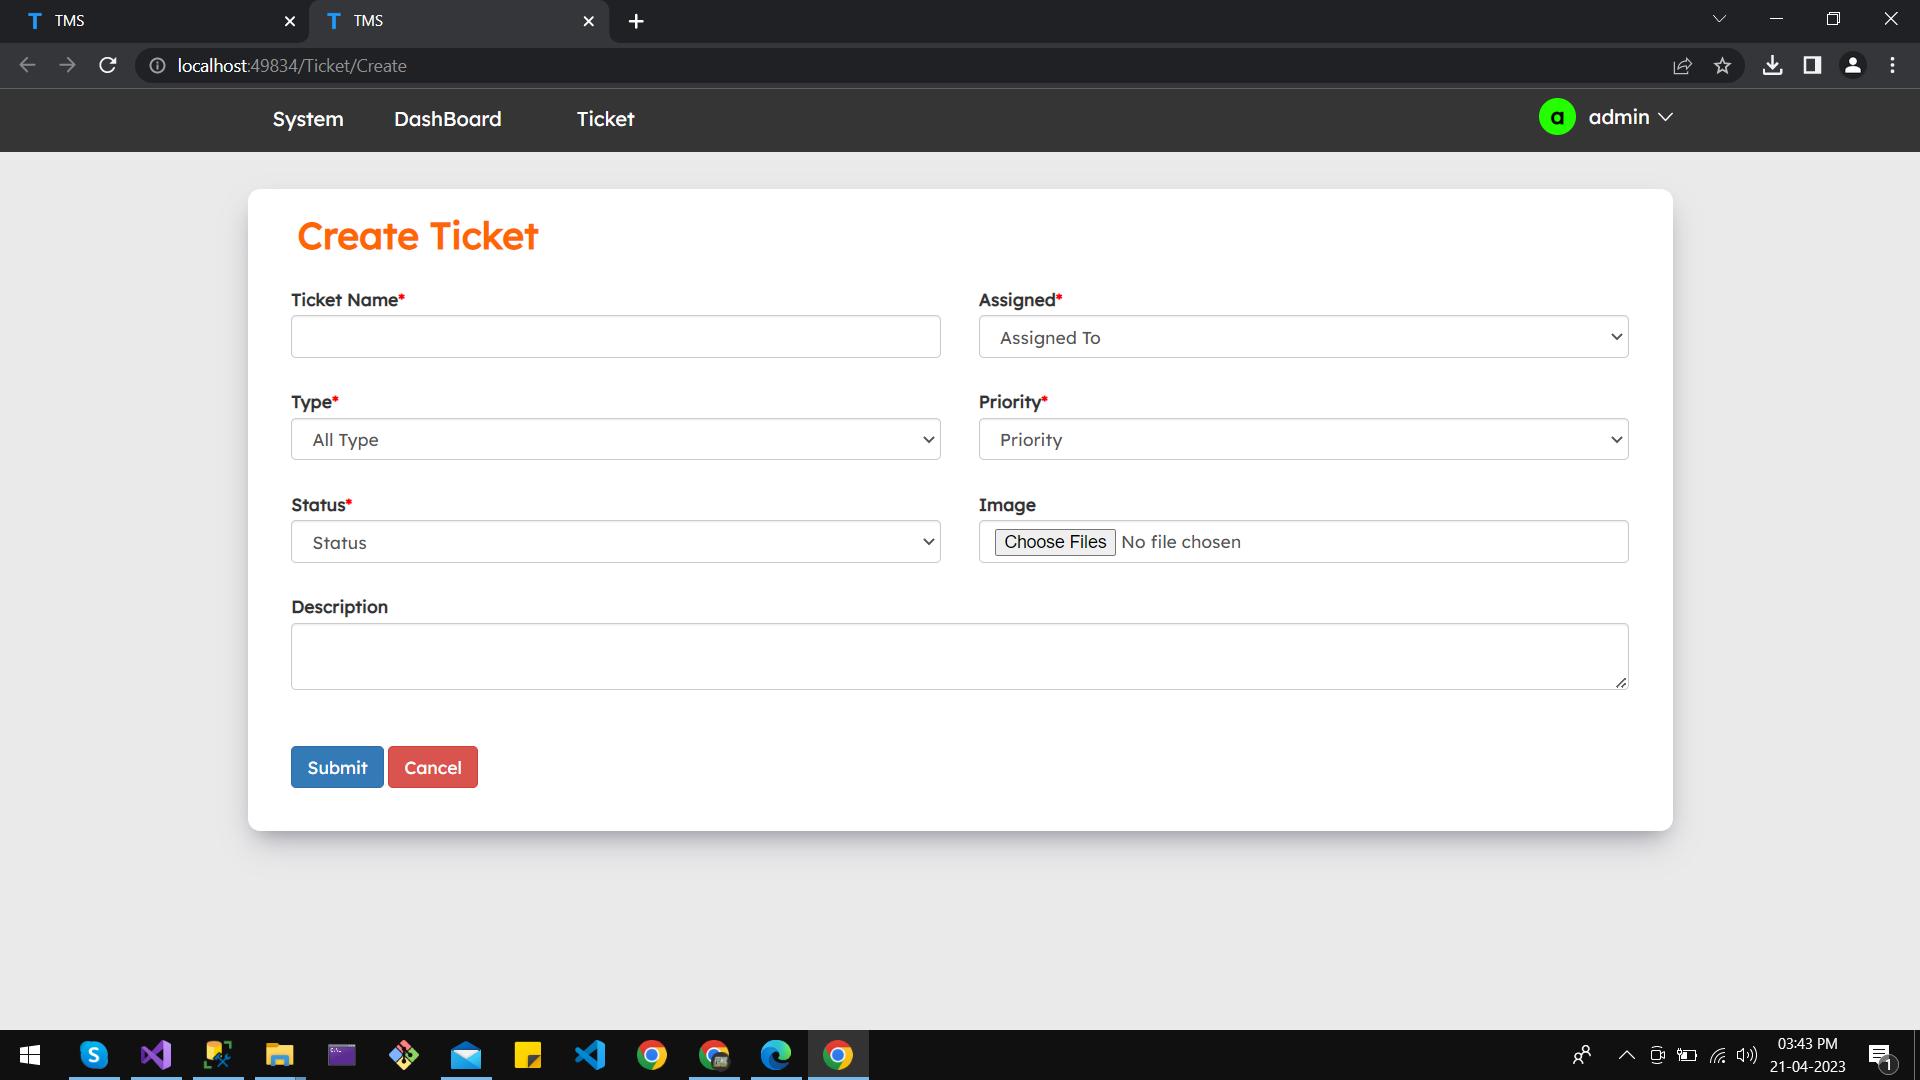 TMS
TMS
localhost:49834/Ticket/Create
System DashBoard Ticket
a admin
Create Ticket
Ticket Name* Assigned*
Assigned To
Type* Priority*
All Type Priority
Status* Image
Status Choose Files No file chosen
Description
Submit Cancel
03:43 PM
21-04-2023
1